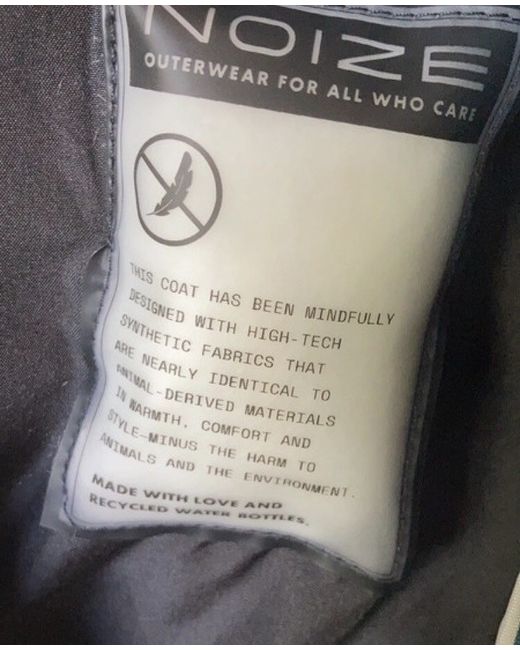 NOIZE
OUTERWEAR FOR ALL WHO CARE
THIS COAT HAS BEEN MINDFULLY
DESIGNED WITH HIGH-TECH
SYNTHETIC FABRICS THAT
ARE NEARLY IDENTICAL TO
ANIMAL-DERIVED MATERIALS
IN WARMTH, COMFORT AND
STYLE-MINUS THE HARM TO
ANIMALS AND THE ENVIRONMENT.
MADE WITH LOVE AND
RECYCLED WATER BOTTLES.